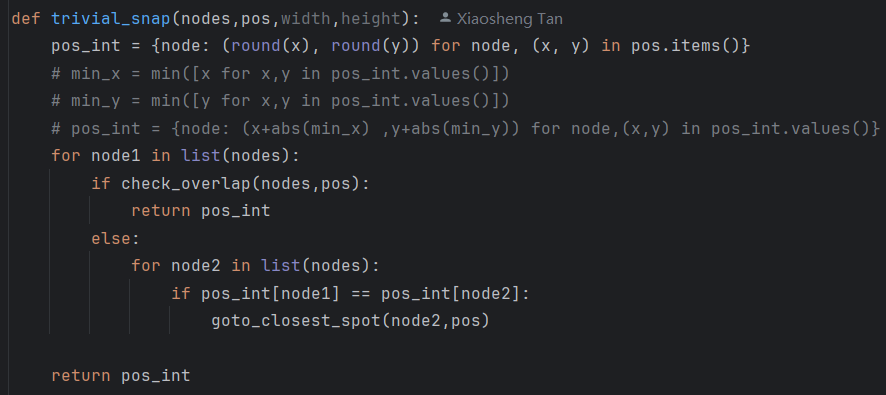 def trivial_snap(nodes,pos,width,height): Xiaosheng Tan
    pos_int = {node: (round(x), round(y)) for node, (x, y) in pos.items()}
    # min_x = min([x for x,y in pos_int.values()])
    # min_y = min([y for x,y in pos_int.values()])
    # pos_int = {node: (x+abs(min_x) ,y+abs(min_y)) for node,(x,y) in pos_int.values()}
    for node1 in list(nodes):
        if check_overlap(nodes,pos):
            return pos_int
        else:
            for node2 in list(nodes):
                if pos_int[node1] == pos_int[node2]:
                    goto_closest_spot(node2,pos)
    return pos_int